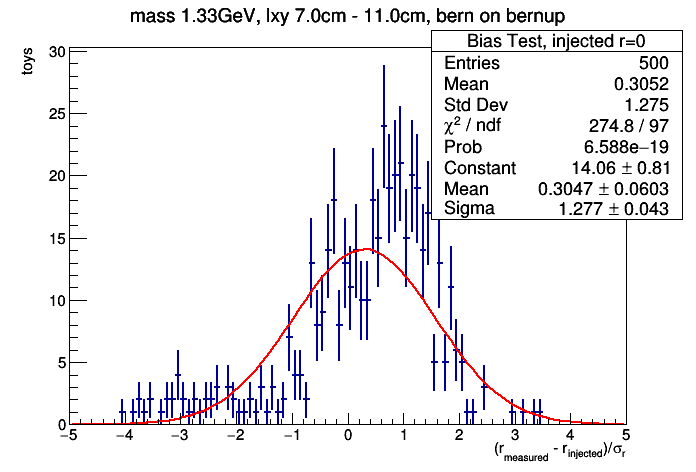 mass 1.33GeV, lxy 7.0cm - 11.0cm, bern on bernup
toys
Bias Test, injected r=0
Entries 500
Mean 0.3052
Std Dev 1.275
χ² / ndf 274.8 / 97
Prob 6.588e−19
Constant 14.06 ± 0.81
Mean 0.3047 ± 0.0603
Sigma 1.277 ± 0.043
30
25
20
15
10
5
0
−5 −4 −3 −2 −1 0 1 2 3 4 5
(r_measured - r_injected)/σ_r